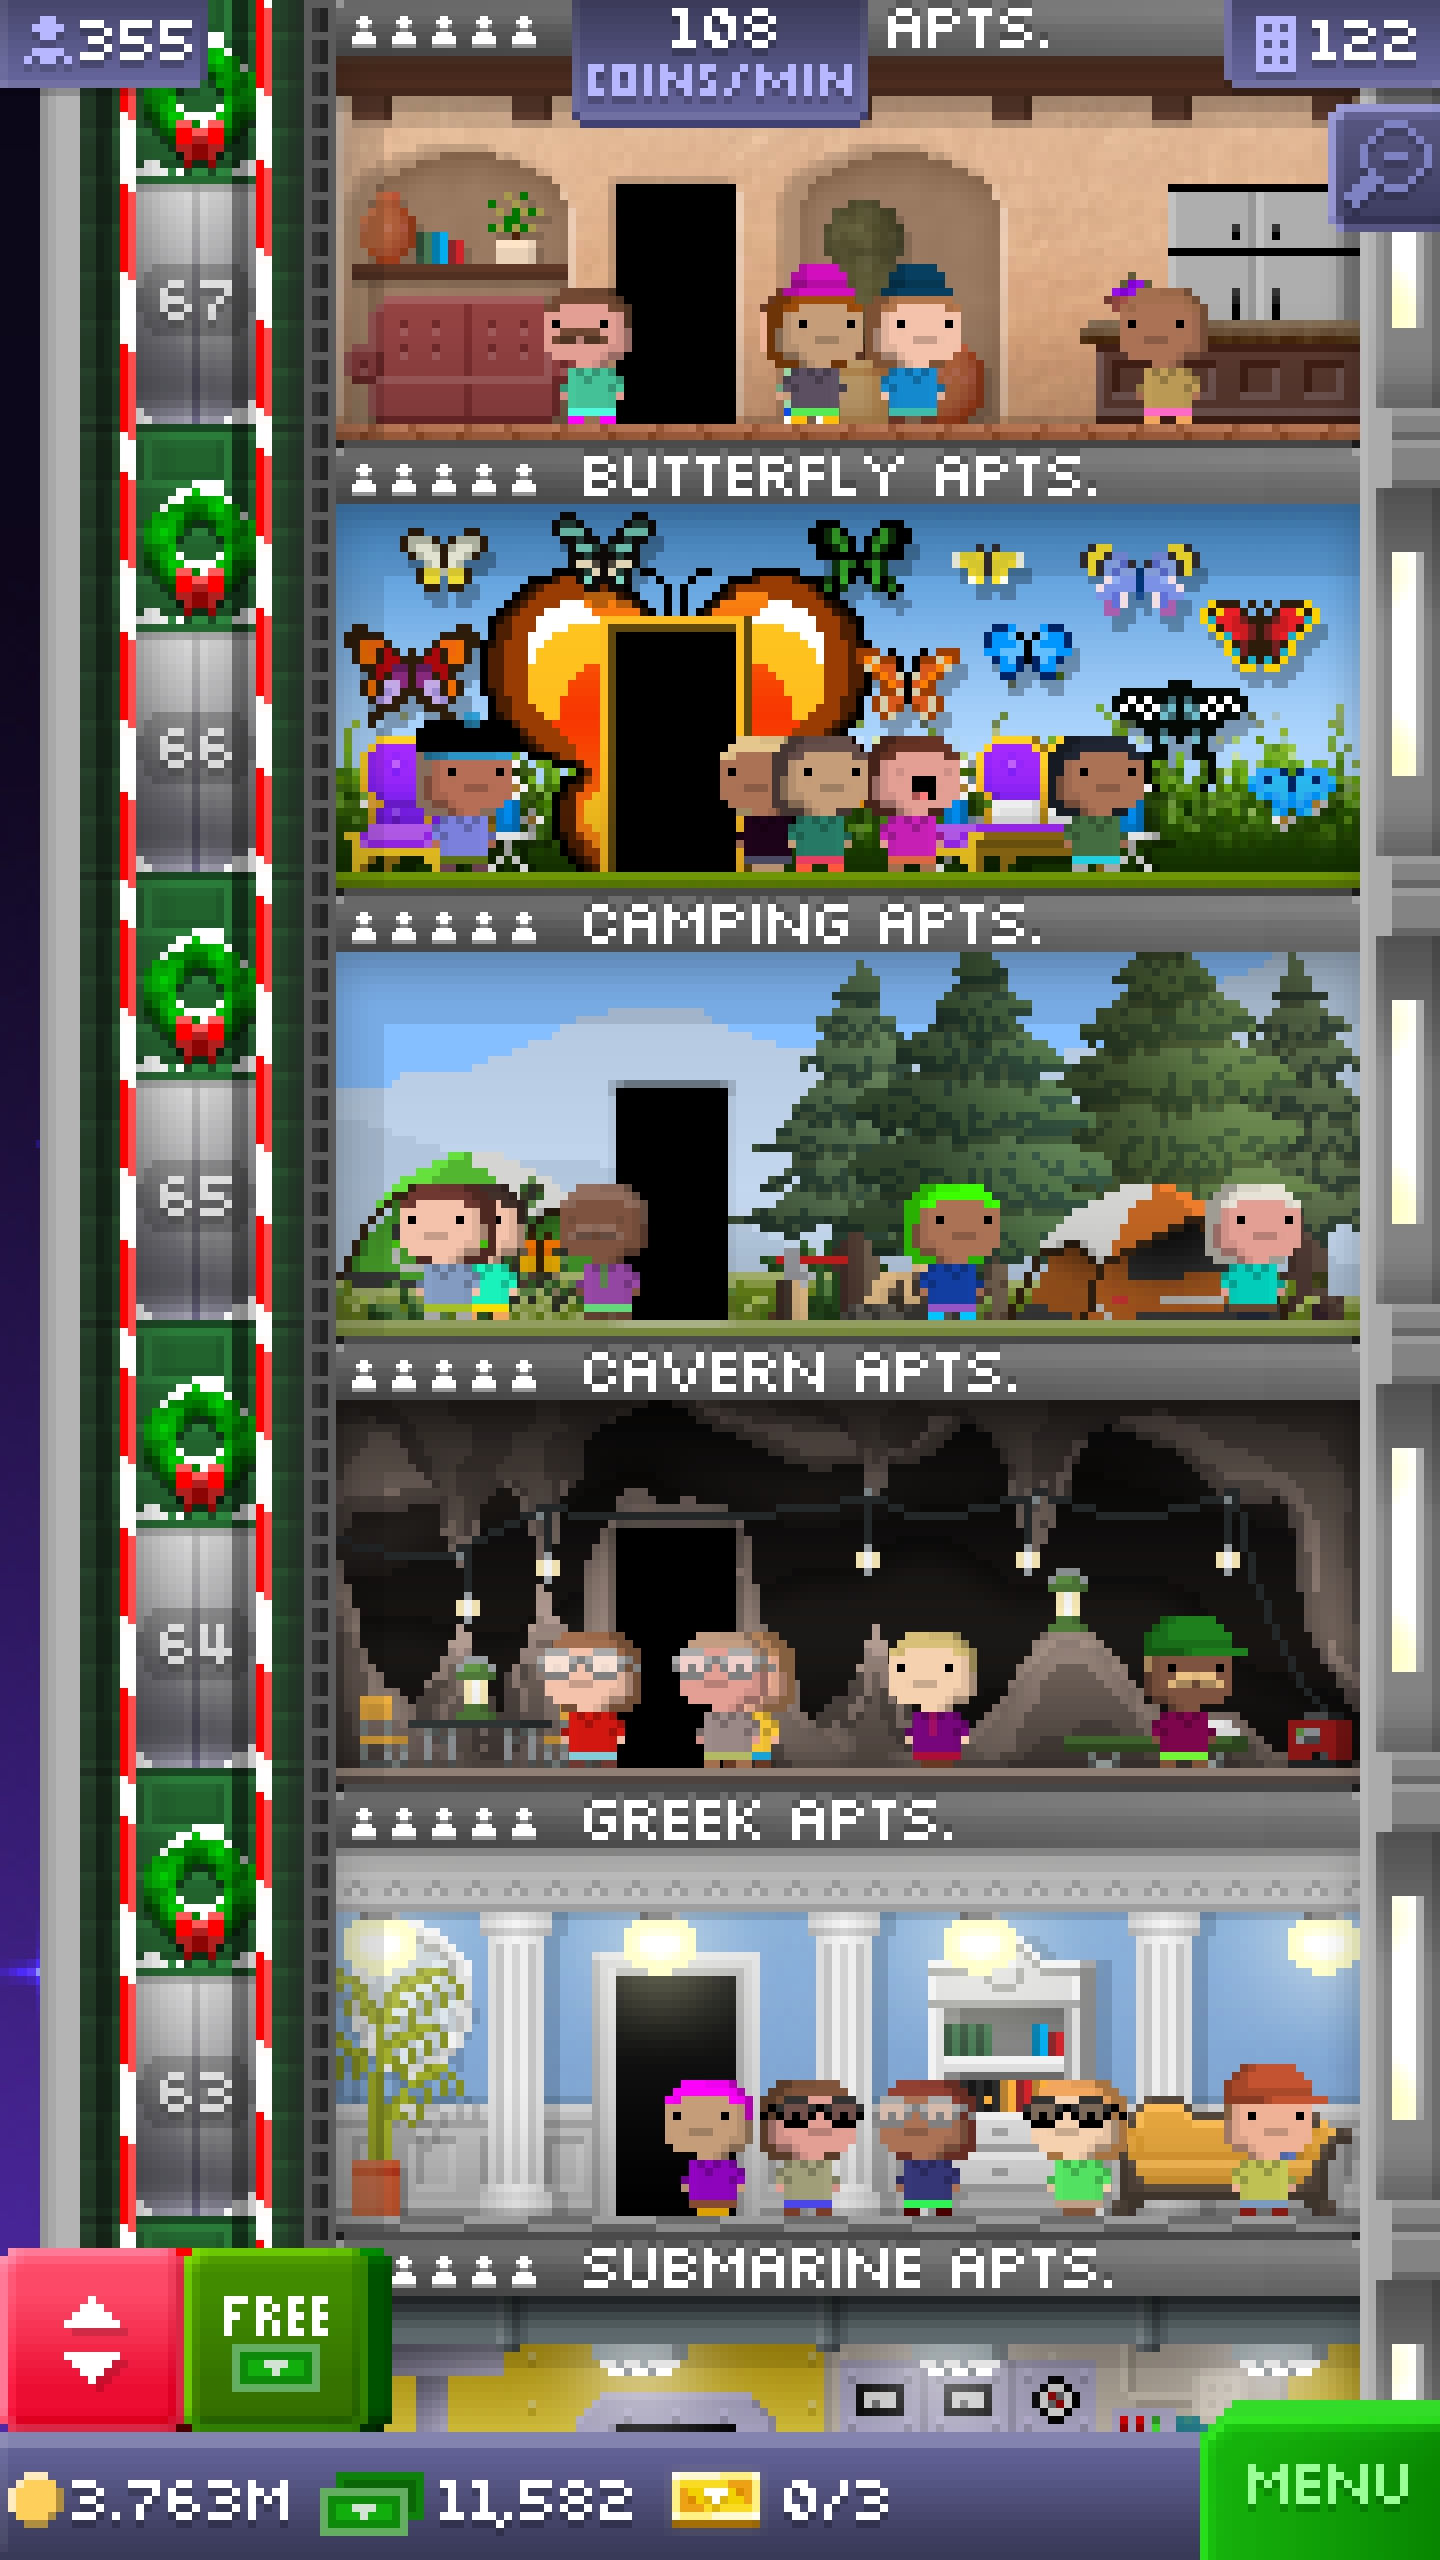 355
108
COINS/MIN
APTS.
122
67
BUTTERFLY APTS.
66
CAMPING APTS.
65
CAVERN APTS.
64
GREEK APTS.
63
SUBMARINE APTS.
FREE
3.763M
11,582
0/3
MENU